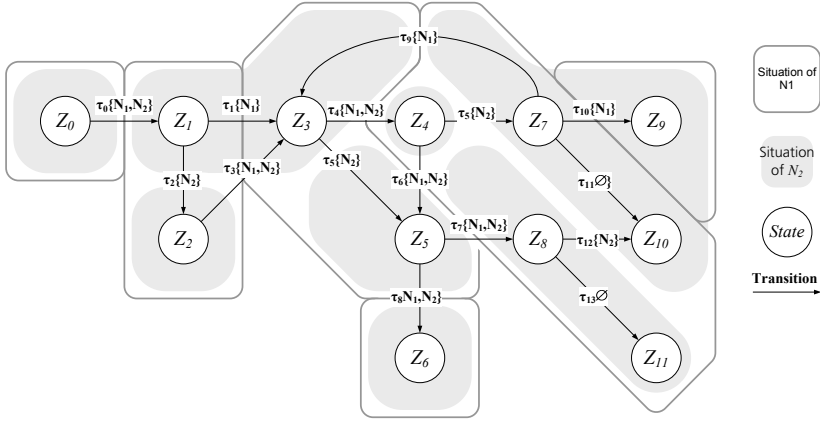 τ9{N1}
Situation of
N1
τ0{N1,N2}
τ1{N1}
τ4{N1,N2}
τ5{N2}
τ10{N1}
Z0
Z1
Z3
Z4
Z7
Z9
Situation
of N2
τ2{N2}
τ3{N1,N2}
τ5{N2}
τ6{N1,N2}
τ11∅}
Z2
Z5
τ7{N1,N2}
Z8
τ12{N2}
Z10
State
Transition
τ8N1,N2}
τ13∅
Z6
Z11